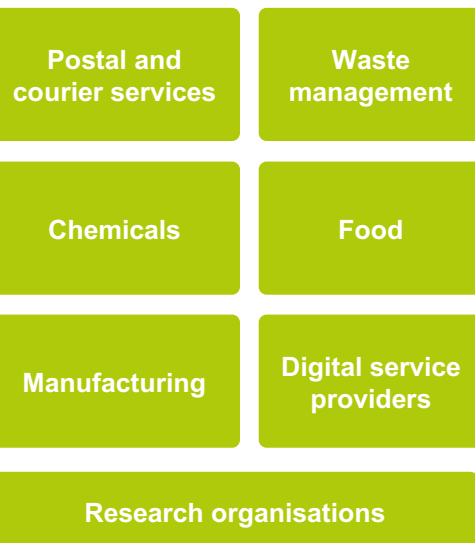 Postal and
courier services
Waste
management
Chemicals
Food
Manufacturing
Digital service
providers
Research organisations